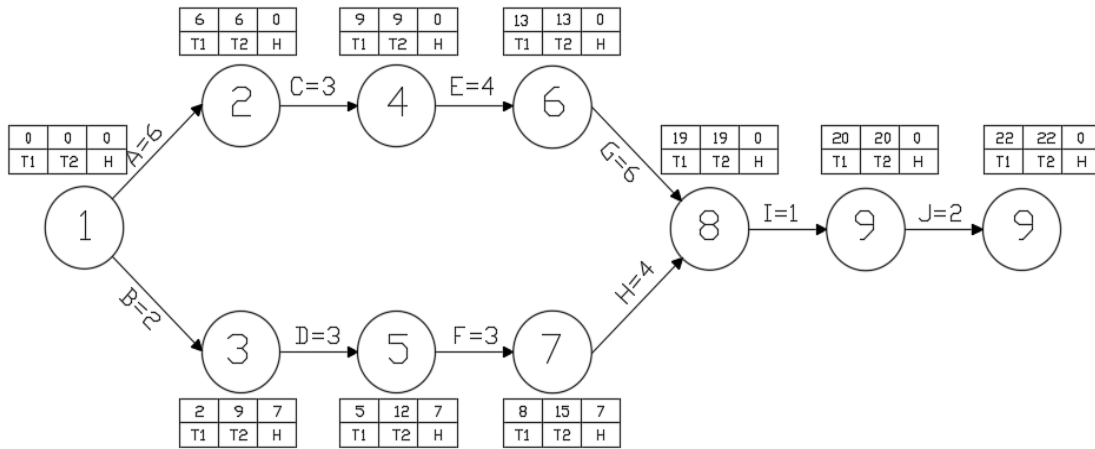 6 6 0
T1 T2 H
9 9 0
T1 T2 H
13 13 0
T1 T2 H
2
C=3
4
E=4
6
0 0 0
T1 T2 H
A=6
G=6
19 19 0
T1 T2 H
20 20 0
T1 T2 H
22 22 0
T1 T2 H
1
8
I=1
9
J=2
9
B=2
H=4
3
D=3
5
F=3
7
2 9 7
T1 T2 H
5 12 7
T1 T2 H
8 15 7
T1 T2 H